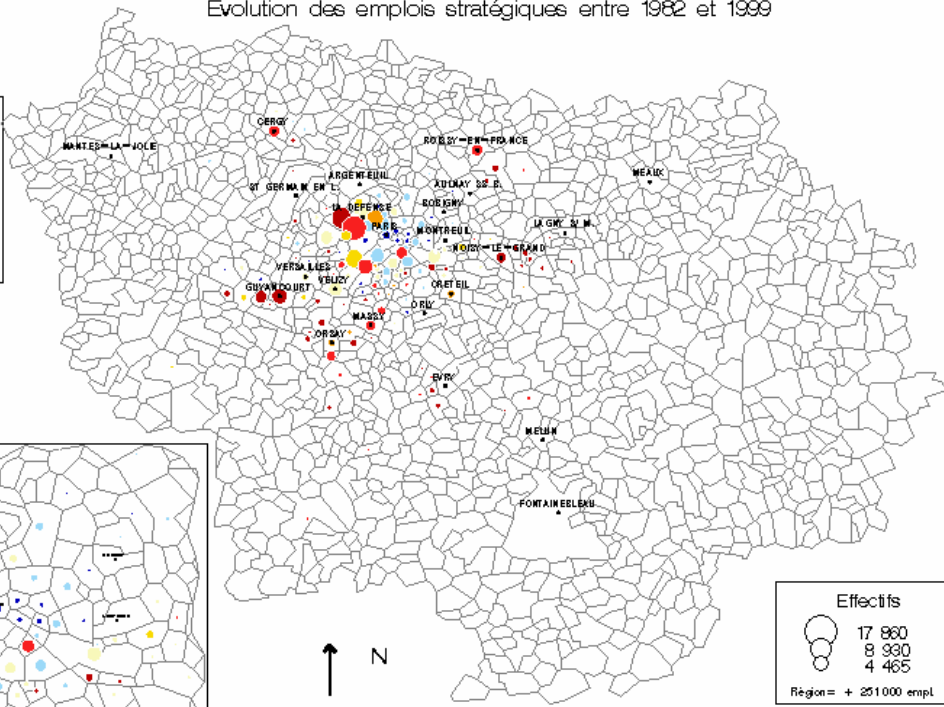 Evolution des emplois stratégiques entre 1982 et 1999
CERGY
MANTES-LA-JOLIE
ROISSY-EN-FRANCE
MEAUX
ARGENTEUIL
ST GERMAIN EN L.
AULNAY SS B.
BOBIGNY
LA DEFENSE
LAGNY S/ M.
PARIS
MONTREUIL
NOISY-LE-GRAND
VERSAILLES
VELIZY
GUYANCOURT
CRETEIL
ORLY
MASSY
ORSAY
EVRY
MELUN
FONTAINEBLEAU
N
Effectifs
17 860
8 930
4 465
Région= + 251000 empl.